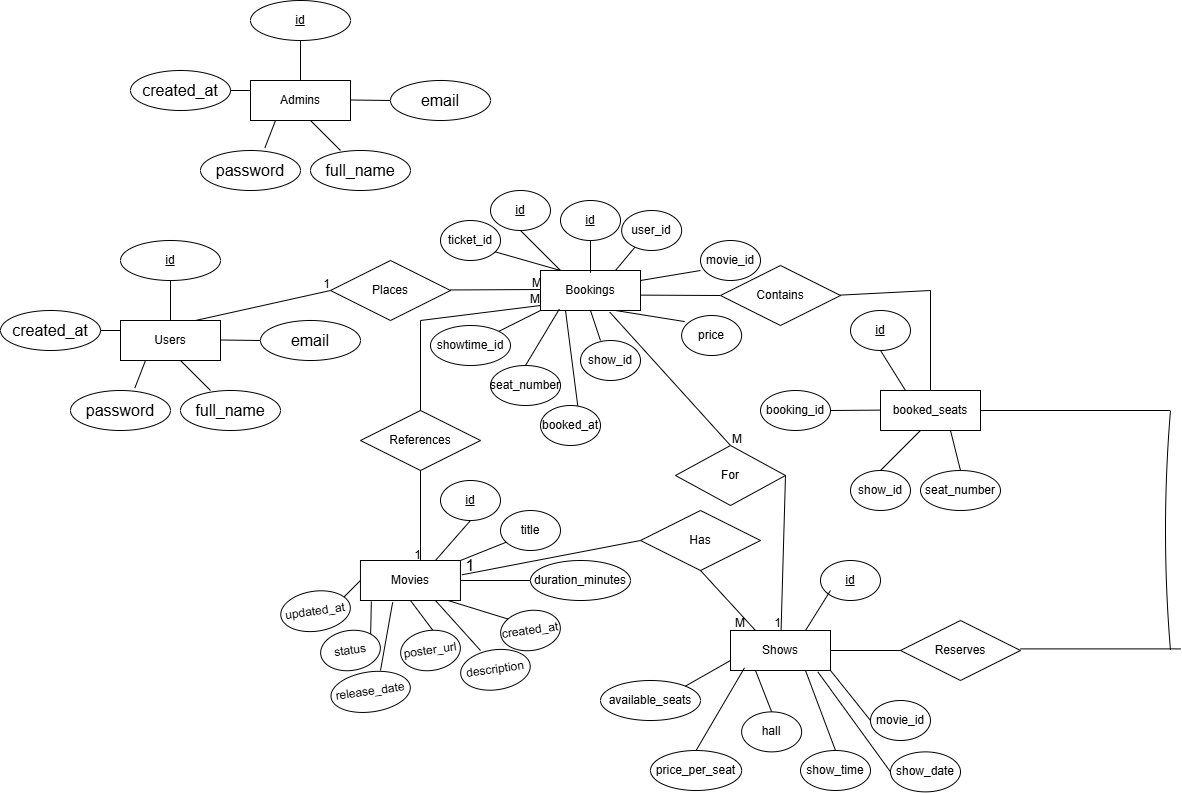 id
created_at
Admins
email
password
full_name
id
id
user_id
ticket_id
movie_id
id
1
Places
M
M
Bookings
Contains
created_at
Users
email
showtime_id
show_id
price
id
seat_number
password
full_name
booked_at
booking_id
booked_seats
References
M
For
show_id
seat_number
id
title
Has
1
1
Movies
duration_minutes
id
updated_at
status
poster_url
created_at
M
1
Shows
Reserves
description
release_date
available_seats
movie_id
hall
price_per_seat
show_time
show_date